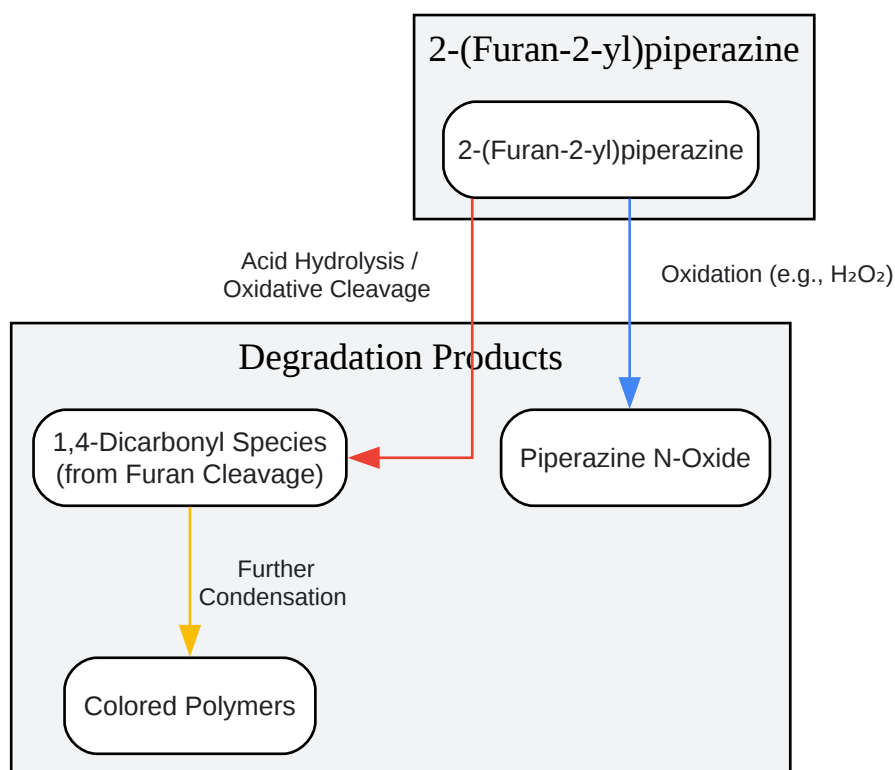 2-(Furan-2-yl)piperazine
2-(Furan-2-yl)piperazine
Acid Hydrolysis /
Oxidative Cleavage
Oxidation (e.g., H₂O₂)
Degradation Products
1,4-Dicarbonyl Species
(from Furan Cleavage)
Piperazine N-Oxide
Further
Condensation
Colored Polymers